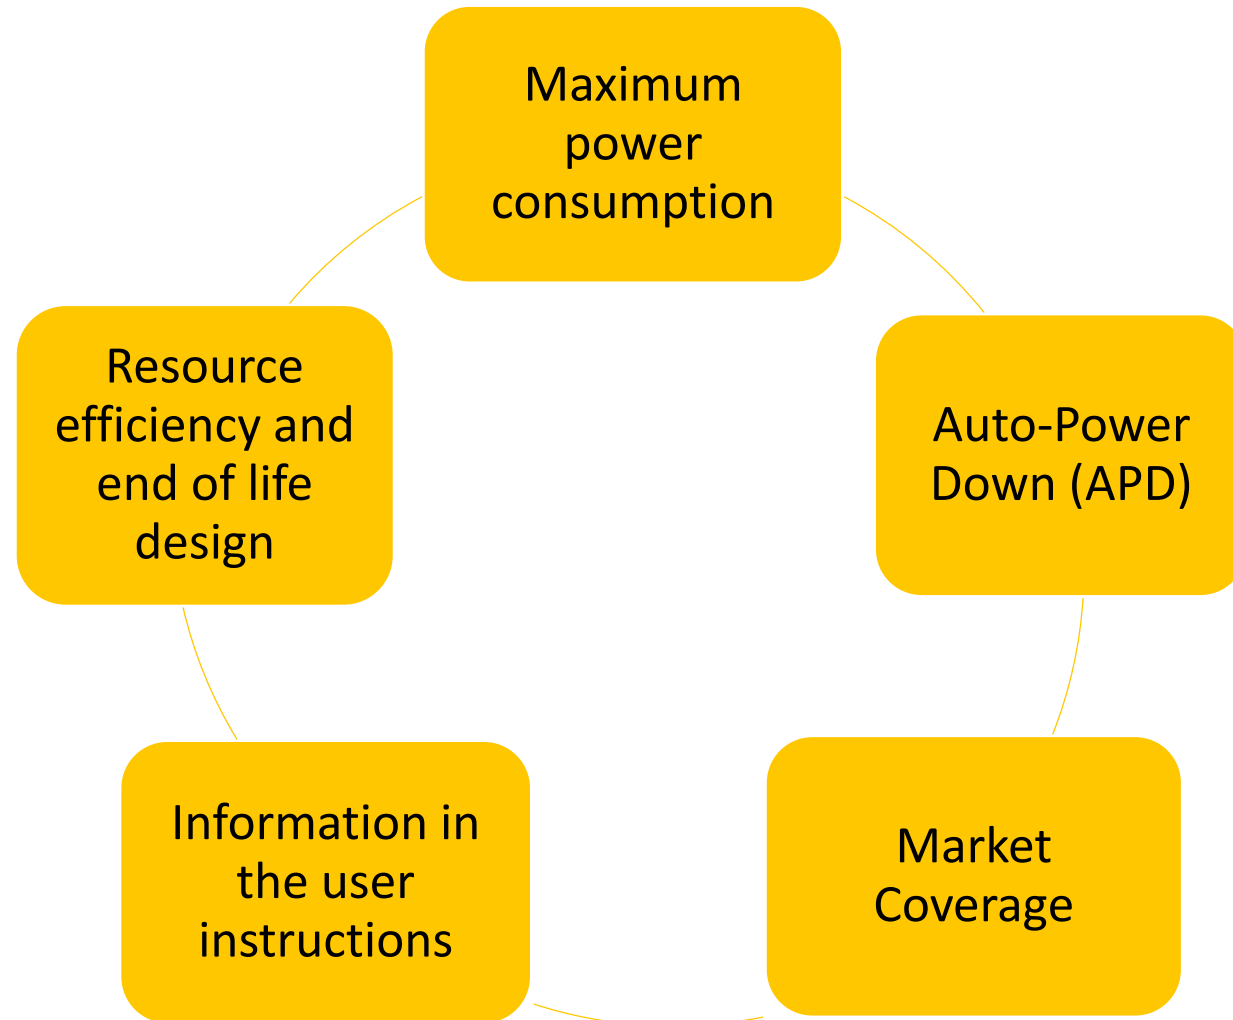 Maximum
power
consumption
Auto-Power
Down (APD)
Market
Coverage
Information in
the user
instructions
Resource
efficiency and
end of life
design